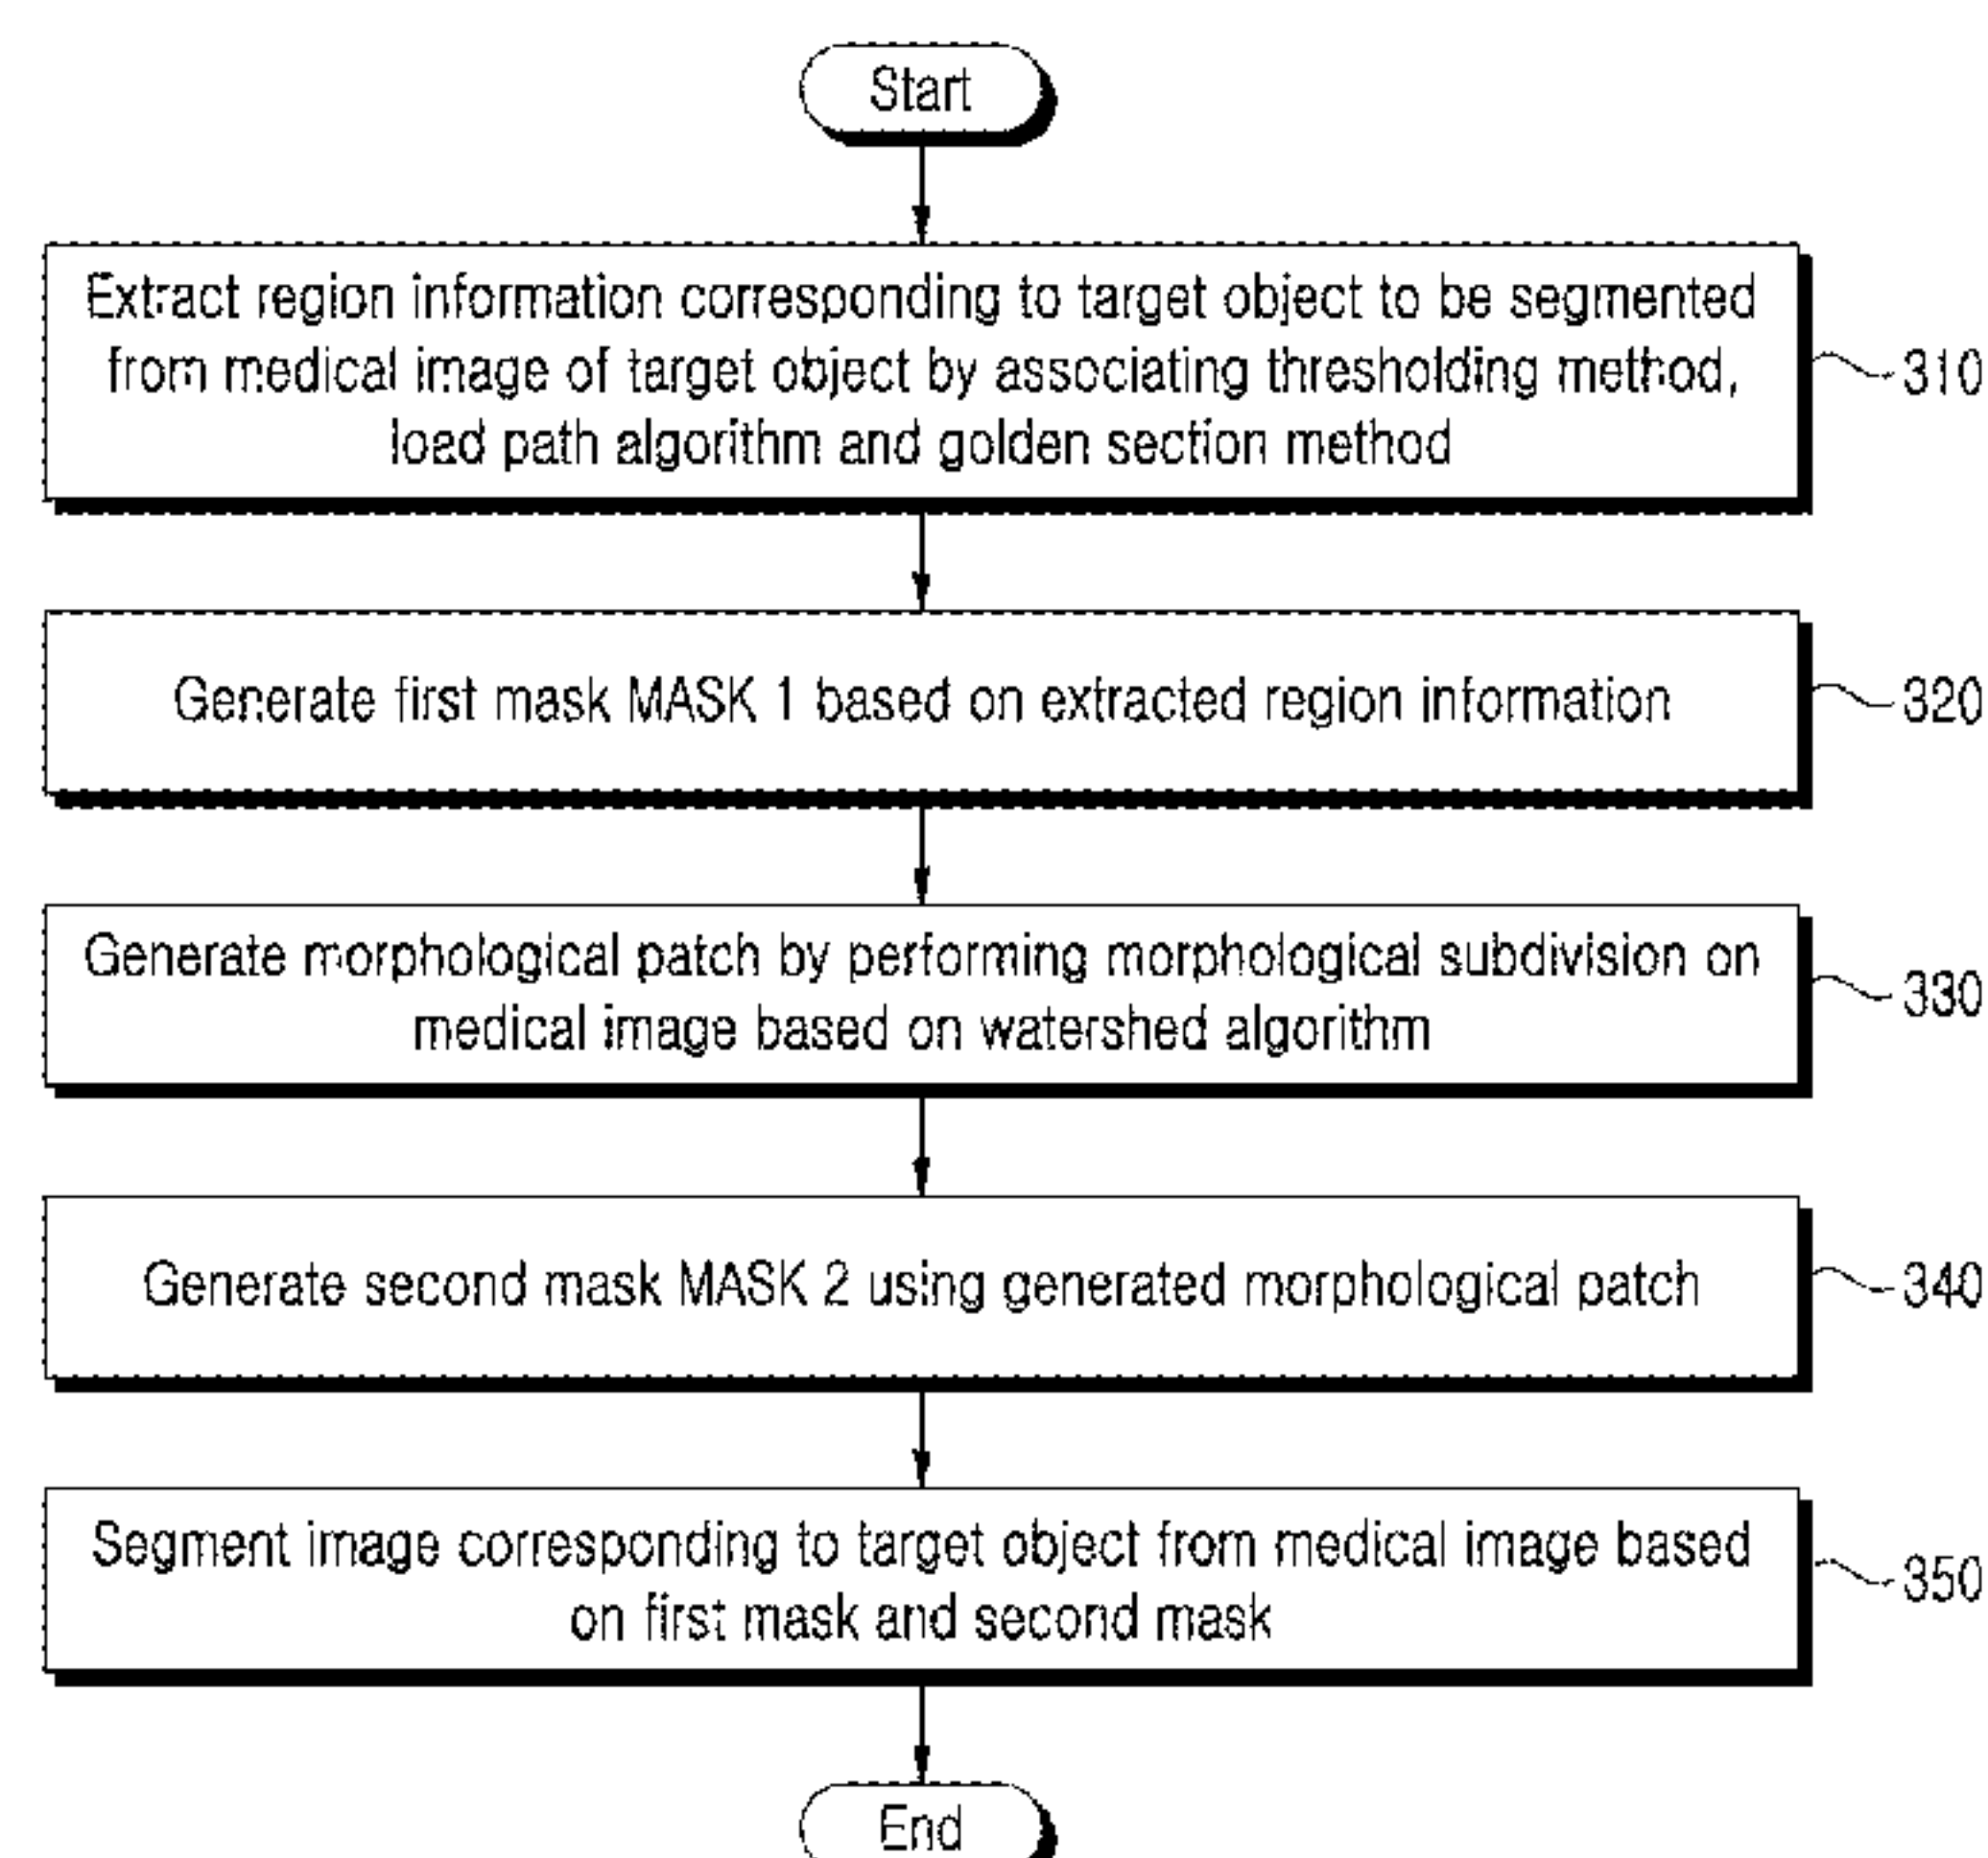 Start
Extract region information corresponding to target object to be segmented
from medical image of target object by associating thresholding method,
load path algorithm and golden section method
310
Generate first mask MASK 1 based on extracted region information
320
Generate morphological patch by performing morphological subdivision on
medical image based on watershed algorithm
330
Generate second mask MASK 2 using generated morphological patch
340
Segment image corresponding to target object from medical image based
on first mask and second mask
350
End